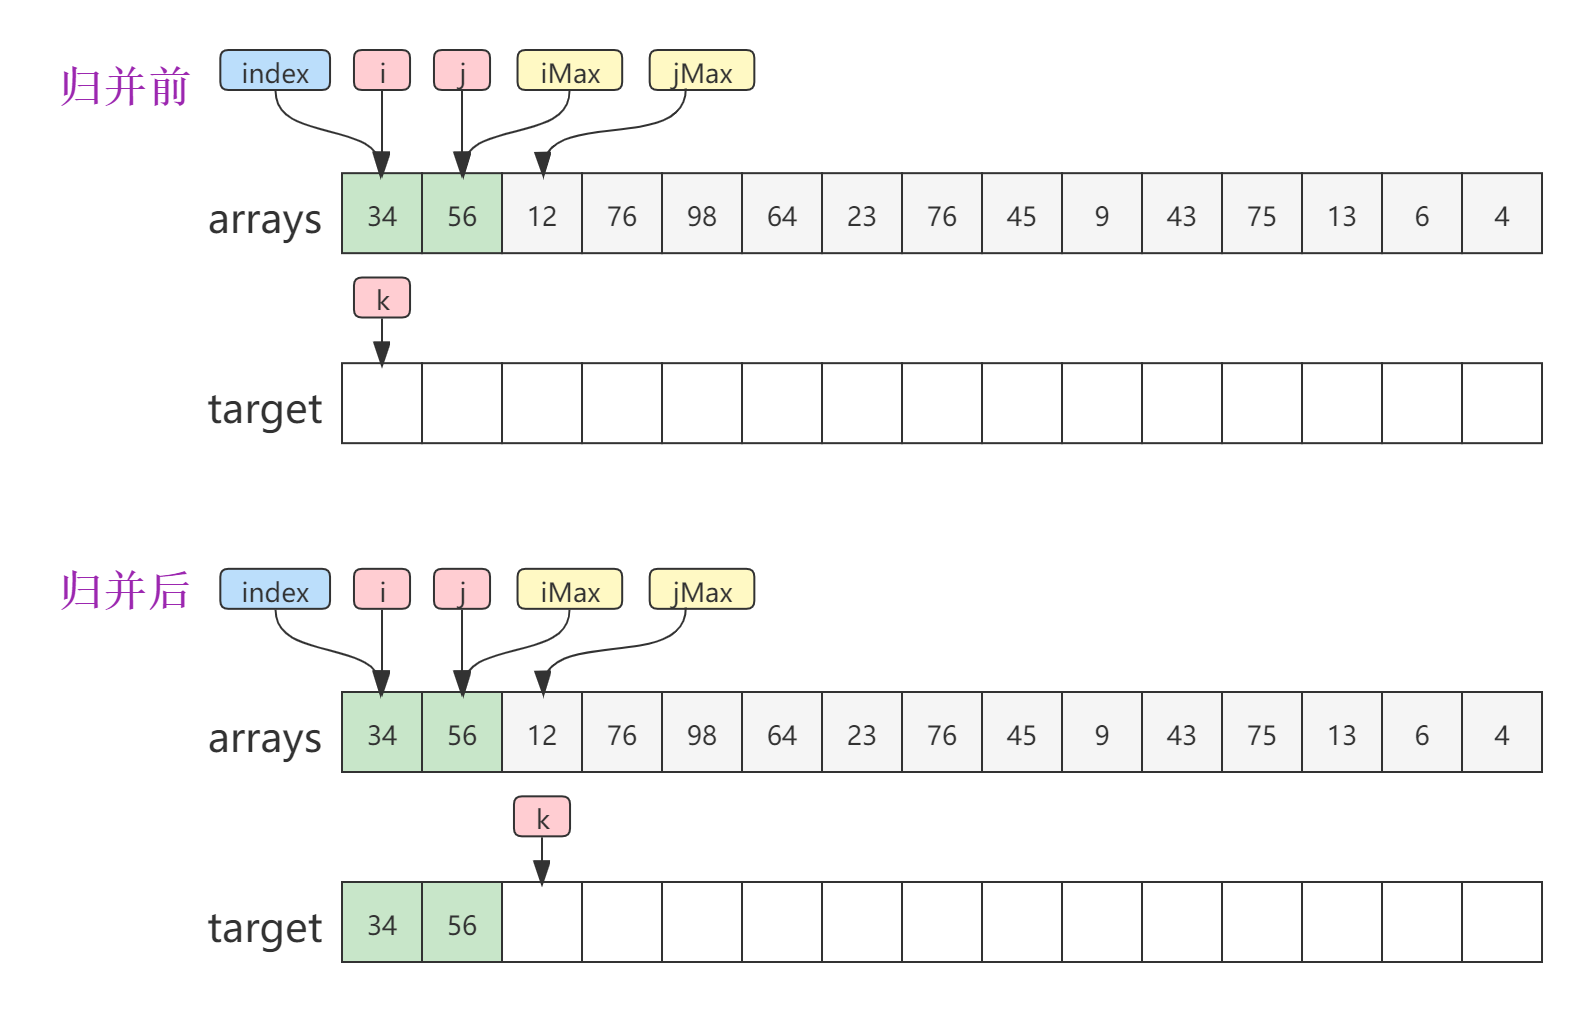 归并前 index i j iMax jMax
arrays 34 56 12 76 98 64 23 76 45 9 43 75 13 6 4
k
target
归并后 index i j iMax jMax
arrays 34 56 12 76 98 64 23 76 45 9 43 75 13 6 4
k
target 34 56